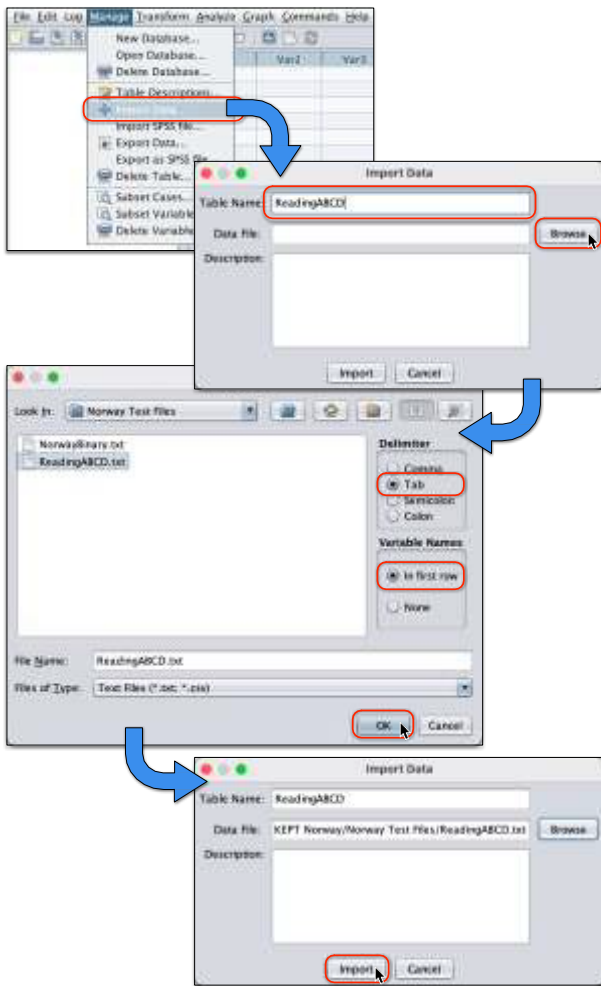 File Edit Log Manage Transform Analyze Graph Commands Help
New Database...
Open Database...
Delete Database...
Var2 Var3
Table Descriptions...
Import SPSS file...
Export Data...
Export as SPSS file
Delete Table...
Subset Cases...
Subset Variable
Delete Variable
Import Data
Table Name: ReadingABCD
Data File: Browse
Description:
Import Cancel
Look In: Norway Test Files
NorwayBinary.txt
ReadingABCD.txt
Delimiter
Comma
Tab
Semicolon
Colon
Variable Names
In first row
None
File Name: ReadingABCD.txt
Files of Type: Text Files (*.txt; *.csv)
OK Cancel
Import Data
Table Name: ReadingABCD
Data File: KEPT Norway/Norway Test Files/ReadingABCD.txt Browse
Description:
Import Cancel